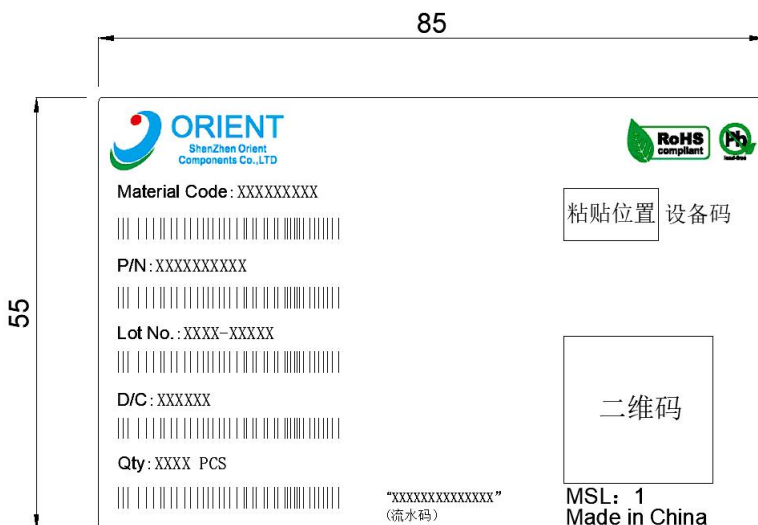 85
55
ORIENT
ShenZhen Orient
Components Co.,LTD
RoHS
compliant
Pb
lead-free
Material Code:XXXXXXXXX
粘贴位置 设备码
P/N:XXXXXXXXXX
Lot No.:XXXX-XXXXX
二维码
D/C:XXXXXX
Qty:XXXX PCS
"XXXXXXXXXXXXXX"
(流水码)
MSL: 1
Made in China